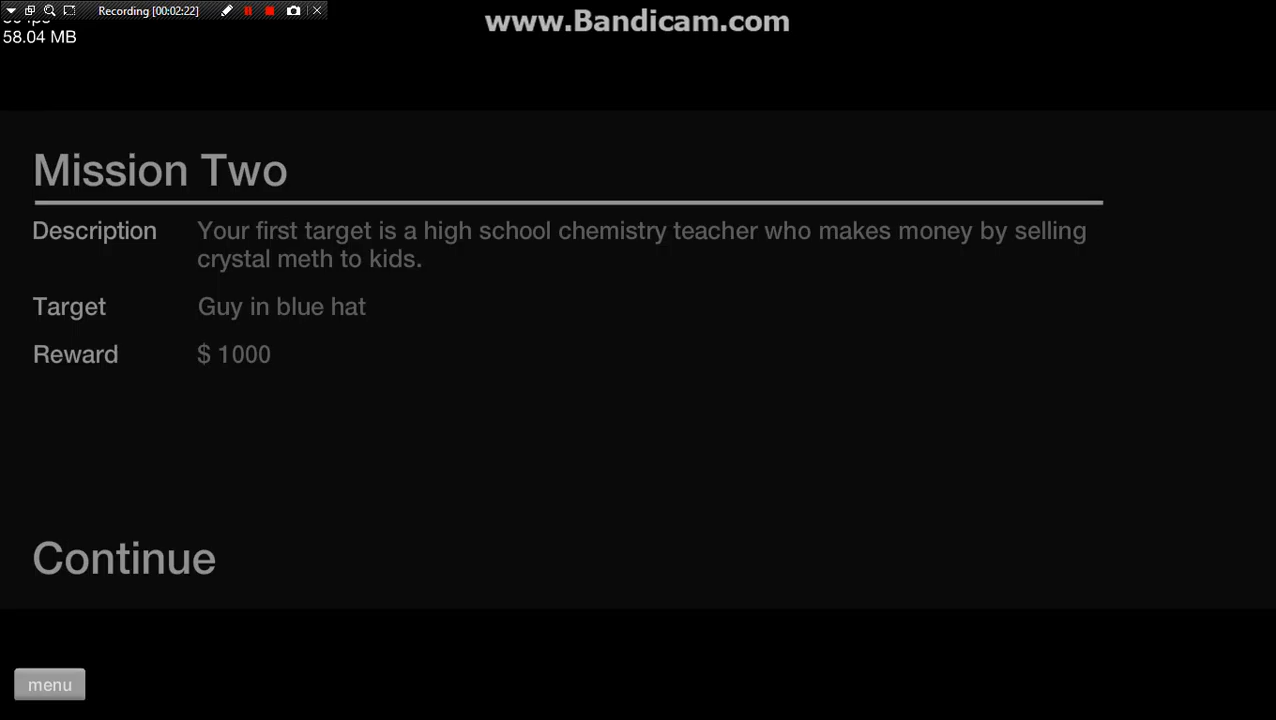 Recording [00:02:22]
www.Bandicam.com
58.04 MB
Mission Two
Description Your first target is a high school chemistry teacher who makes money by selling
crystal meth to kids.
Target Guy in blue hat
Reward $ 1000
Continue
menu